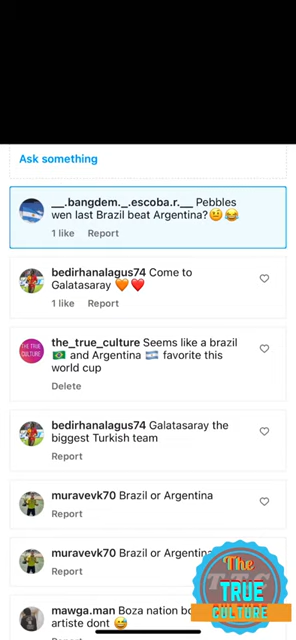 Ask something
__.bangdem._.escoba.r.__ Pebbles
wen last Brazil beat Argentina?🤨😂
1 like Report
bedirhanalagus74 Come to
Galatasaray 🧡❤️
1 like Report
THE TRUE
CULTURE
the_true_culture Seems like a brazil
🇧🇷 and Argentina 🇦🇷 favorite this
world cup
Delete
bedirhanalagus74 Galatasaray the
biggest Turkish team
Report
muravevk70 Brazil or Argentina
Report
muravevk70 Brazil or Argentina
Report
mawga.man Boza nation bo
artiste dont 😅
The
TRUE
CULTURE